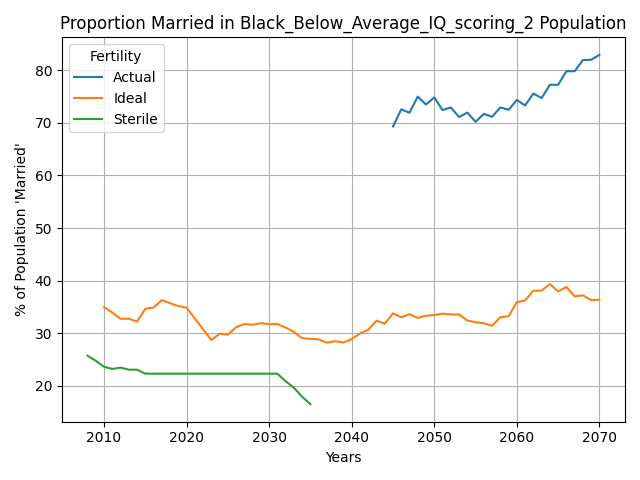 Proportion Married in Black_Below_Average_IQ_scoring_2 Population
Fertility
Actual
Ideal
Sterile
% of Population 'Married'
80
70
60
50
40
30
20
2010 2020 2030 2040 2050 2060 2070
Years